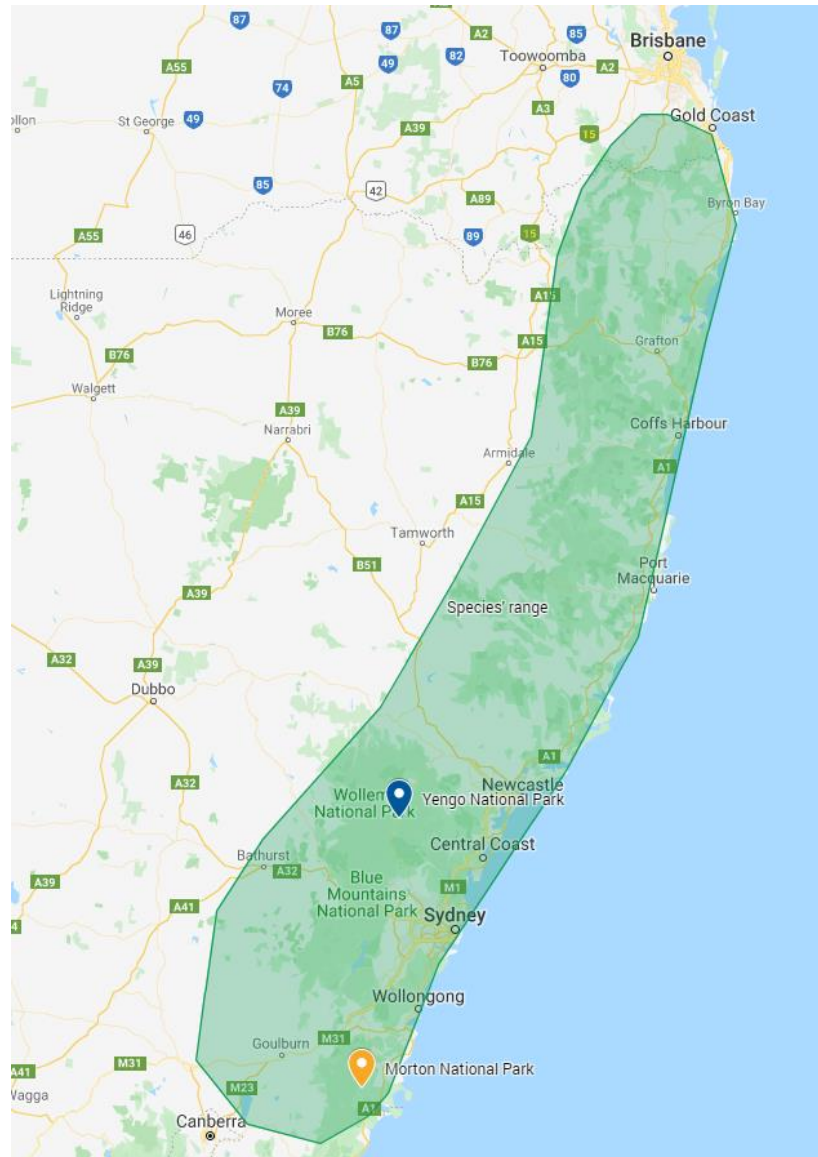 87
A2
85
Brisbane
87
Toowoomba
A55
A5
49
82
80
A2
74
A3
ollon
St George
49
A39
15
Gold Coast
85
42
A89
Byron Bay
A55
46
89
15
Lightning
Ridge
Moree
A15
B76
A15
Grafton
B76
B76
Walgett
A39
Narrabri
Coffs Harbour
Armidale
A1
A15
Tamworth
B51
Port
Macquarie
A39
Species' range
A32
A39
Dubbo
A1
A32
Newcastle
Wollem
National Park
Yengo National Park
Bathurst
Central Coast
A39
A32
Blue
Mountains
National Park
M1
A41
4
Sydney
Wollongong
Goulburn
M31
M31
A41
Morton National Park
Wagga
M23
A1
Canberra